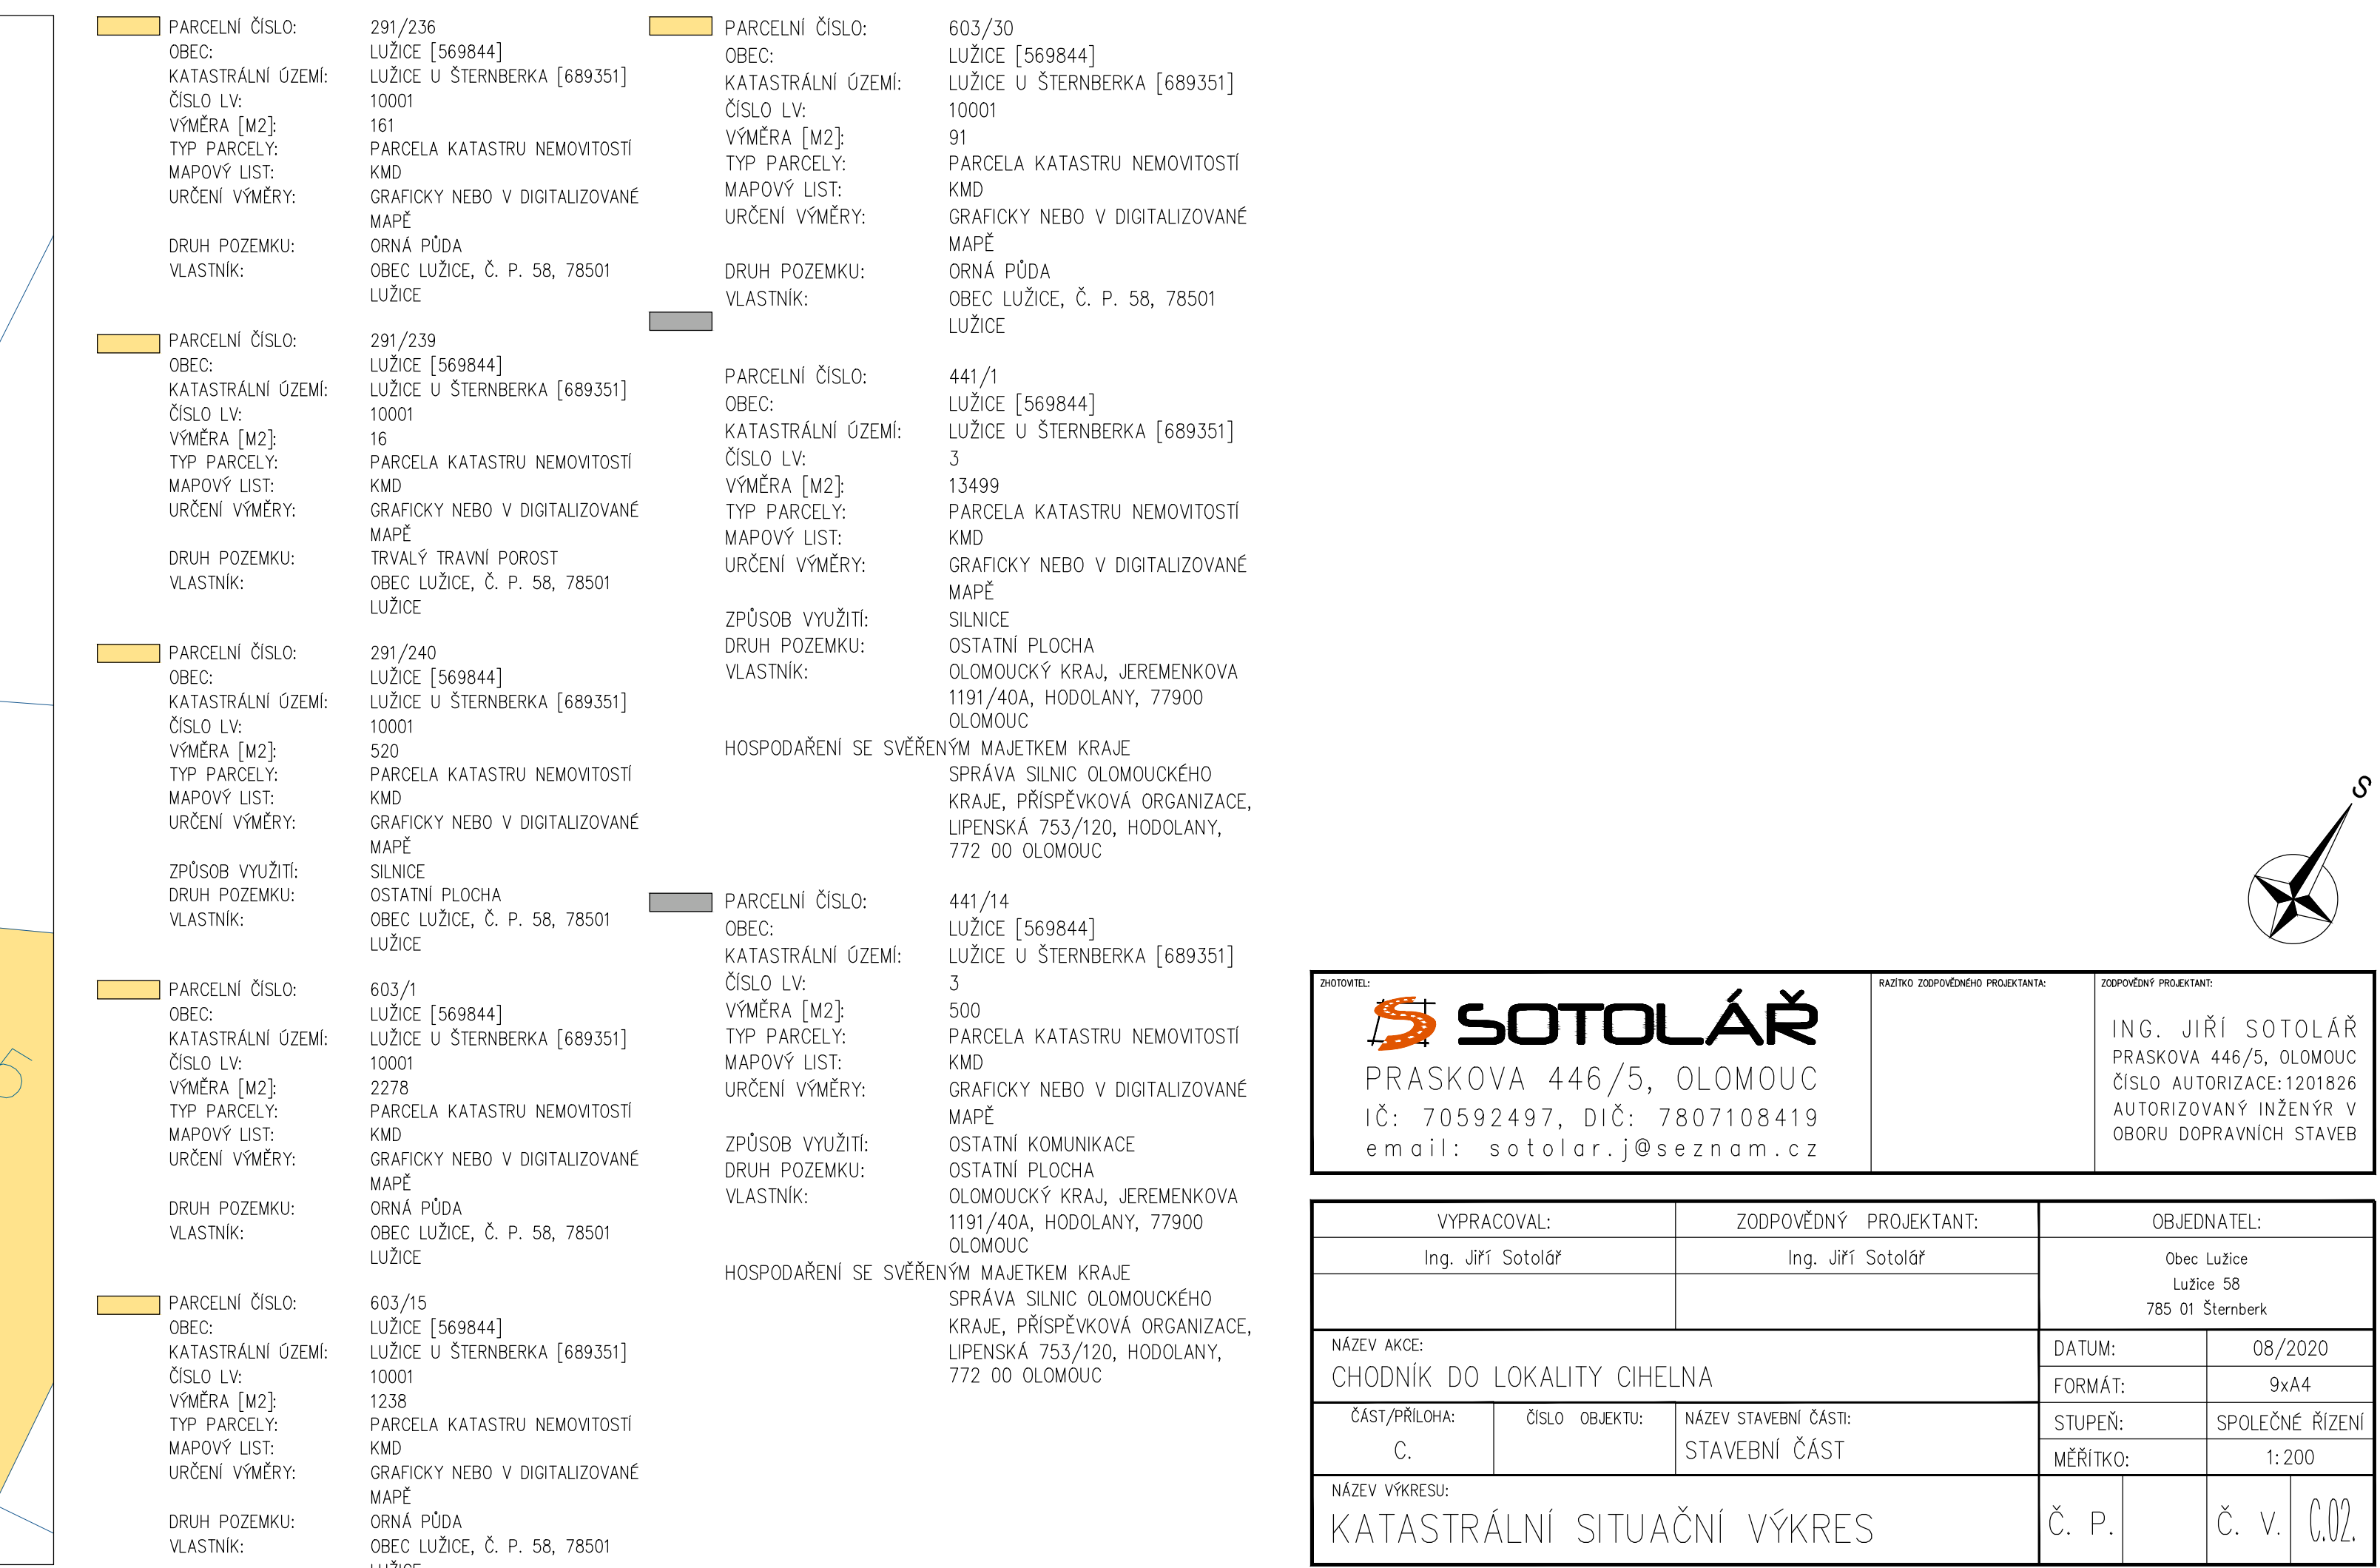 PARCELNÍ ČÍSLO: 291/236
OBEC: LUŽICE [569844]
KATASTRÁLNÍ ÚZEMÍ: LUŽICE U ŠTERNBERKA [689351]
ČÍSLO LV: 10001
VÝMĚRA [M2]: 161
TYP PARCELY: PARCELA KATASTRU NEMOVITOSTÍ
MAPOVÝ LIST: KMD
URČENÍ VÝMĚRY: GRAFICKY NEBO V DIGITALIZOVANÉ
MAPĚ
DRUH POZEMKU: ORNÁ PŮDA
VLASTNÍK: OBEC LUŽICE, Č. P. 58, 78501
LUŽICE
PARCELNÍ ČÍSLO: 291/239
OBEC: LUŽICE [569844]
KATASTRÁLNÍ ÚZEMÍ: LUŽICE U ŠTERNBERKA [689351]
ČÍSLO LV: 10001
VÝMĚRA [M2]: 16
TYP PARCELY: PARCELA KATASTRU NEMOVITOSTÍ
MAPOVÝ LIST: KMD
URČENÍ VÝMĚRY: GRAFICKY NEBO V DIGITALIZOVANÉ
MAPĚ
DRUH POZEMKU: TRVALÝ TRAVNÍ POROST
VLASTNÍK: OBEC LUŽICE, Č. P. 58, 78501
LUŽICE
PARCELNÍ ČÍSLO: 291/240
OBEC: LUŽICE [569844]
KATASTRÁLNÍ ÚZEMÍ: LUŽICE U ŠTERNBERKA [689351]
ČÍSLO LV: 10001
VÝMĚRA [M2]: 520
TYP PARCELY: PARCELA KATASTRU NEMOVITOSTÍ
MAPOVÝ LIST: KMD
URČENÍ VÝMĚRY: GRAFICKY NEBO V DIGITALIZOVANÉ
MAPĚ
ZPŮSOB VYUŽITÍ: SILNICE
DRUH POZEMKU: OSTATNÍ PLOCHA
VLASTNÍK: OBEC LUŽICE, Č. P. 58, 78501
LUŽICE
PARCELNÍ ČÍSLO: 603/1
OBEC: LUŽICE [569844]
KATASTRÁLNÍ ÚZEMÍ: LUŽICE U ŠTERNBERKA [689351]
ČÍSLO LV: 10001
VÝMĚRA [M2]: 2278
TYP PARCELY: PARCELA KATASTRU NEMOVITOSTÍ
MAPOVÝ LIST: KMD
URČENÍ VÝMĚRY: GRAFICKY NEBO V DIGITALIZOVANÉ
MAPĚ
DRUH POZEMKU: ORNÁ PŮDA
VLASTNÍK: OBEC LUŽICE, Č. P. 58, 78501
LUŽICE
PARCELNÍ ČÍSLO: 603/15
OBEC: LUŽICE [569844]
KATASTRÁLNÍ ÚZEMÍ: LUŽICE U ŠTERNBERKA [689351]
ČÍSLO LV: 10001
VÝMĚRA [M2]: 1238
TYP PARCELY: PARCELA KATASTRU NEMOVITOSTÍ
MAPOVÝ LIST: KMD
URČENÍ VÝMĚRY: GRAFICKY NEBO V DIGITALIZOVANÉ
MAPĚ
DRUH POZEMKU: ORNÁ PŮDA
VLASTNÍK: OBEC LUŽICE, Č. P. 58, 78501
PARCELNÍ ČÍSLO: 603/30
OBEC: LUŽICE [569844]
KATASTRÁLNÍ ÚZEMÍ: LUŽICE U ŠTERNBERKA [689351]
ČÍSLO LV: 10001
VÝMĚRA [M2]: 91
TYP PARCELY: PARCELA KATASTRU NEMOVITOSTÍ
MAPOVÝ LIST: KMD
URČENÍ VÝMĚRY: GRAFICKY NEBO V DIGITALIZOVANÉ
MAPĚ
DRUH POZEMKU: ORNÁ PŮDA
VLASTNÍK: OBEC LUŽICE, Č. P. 58, 78501
LUŽICE
PARCELNÍ ČÍSLO: 441/1
OBEC: LUŽICE [569844]
KATASTRÁLNÍ ÚZEMÍ: LUŽICE U ŠTERNBERKA [689351]
ČÍSLO LV: 3
VÝMĚRA [M2]: 13499
TYP PARCELY: PARCELA KATASTRU NEMOVITOSTÍ
MAPOVÝ LIST: KMD
URČENÍ VÝMĚRY: GRAFICKY NEBO V DIGITALIZOVANÉ
MAPĚ
ZPŮSOB VYUŽITÍ: SILNICE
DRUH POZEMKU: OSTATNÍ PLOCHA
VLASTNÍK: OLOMOUCKÝ KRAJ, JEREMENKOVA
1191/40A, HODOLANY, 77900
OLOMOUC
HOSPODAŘENÍ SE SVĚŘENÝM MAJETKEM KRAJE
SPRÁVA SILNIC OLOMOUCKÉHO
KRAJE, PŘÍSPĚVKOVÁ ORGANIZACE,
LIPENSKÁ 753/120, HODOLANY,
772 00 OLOMOUC
PARCELNÍ ČÍSLO: 441/14
OBEC: LUŽICE [569844]
KATASTRÁLNÍ ÚZEMÍ: LUŽICE U ŠTERNBERKA [689351]
ČÍSLO LV: 3
VÝMĚRA [M2]: 500
TYP PARCELY: PARCELA KATASTRU NEMOVITOSTÍ
MAPOVÝ LIST: KMD
URČENÍ VÝMĚRY: GRAFICKY NEBO V DIGITALIZOVANÉ
MAPĚ
ZPŮSOB VYUŽITÍ: OSTATNÍ KOMUNIKACE
DRUH POZEMKU: OSTATNÍ PLOCHA
VLASTNÍK: OLOMOUCKÝ KRAJ, JEREMENKOVA
1191/40A, HODOLANY, 77900
OLOMOUC
HOSPODAŘENÍ SE SVĚŘENÝM MAJETKEM KRAJE
SPRÁVA SILNIC OLOMOUCKÉHO
KRAJE, PŘÍSPĚVKOVÁ ORGANIZACE,
LIPENSKÁ 753/120, HODOLANY,
772 00 OLOMOUC
S
ZHOTOVITEL:
SOTOLÁŘ
PRASKOVA 446/5, OLOMOUC
IČ: 70592497, DIČ: 7807108419
email: sotolar.j@seznam.cz
RAZÍTKO ZODPOVĚDNÉHO PROJEKTANTA:
ZODPOVĚDNÝ PROJEKTANT:
ING. JIŘÍ SOTOLÁŘ
PRASKOVA 446/5, OLOMOUC
ČÍSLO AUTORIZACE:1201826
AUTORIZOVANÝ INŽENÝR V
OBORU DOPRAVNÍCH STAVEB
VYPRACOVAL: ZODPOVĚDNÝ PROJEKTANT: OBJEDNATEL:
Ing. Jiří Sotolář Ing. Jiří Sotolář
Obec Lužice
Lužice 58
785 01 Šternberk
NÁZEV AKCE:
CHODNÍK DO LOKALITY CIHELNA
DATUM: 08/2020
FORMÁT: 9xA4
ČÁST/PŘÍLOHA: ČÍSLO OBJEKTU: NÁZEV STAVEBNÍ ČÁSTI:
C. STAVEBNÍ ČÁST
STUPEŇ: SPOLEČNÉ ŘÍZENÍ
MĚŘÍTKO: 1:200
NÁZEV VÝKRESU:
KATASTRÁLNÍ SITUAČNÍ VÝKRES
Č. P. Č. V. C.02.